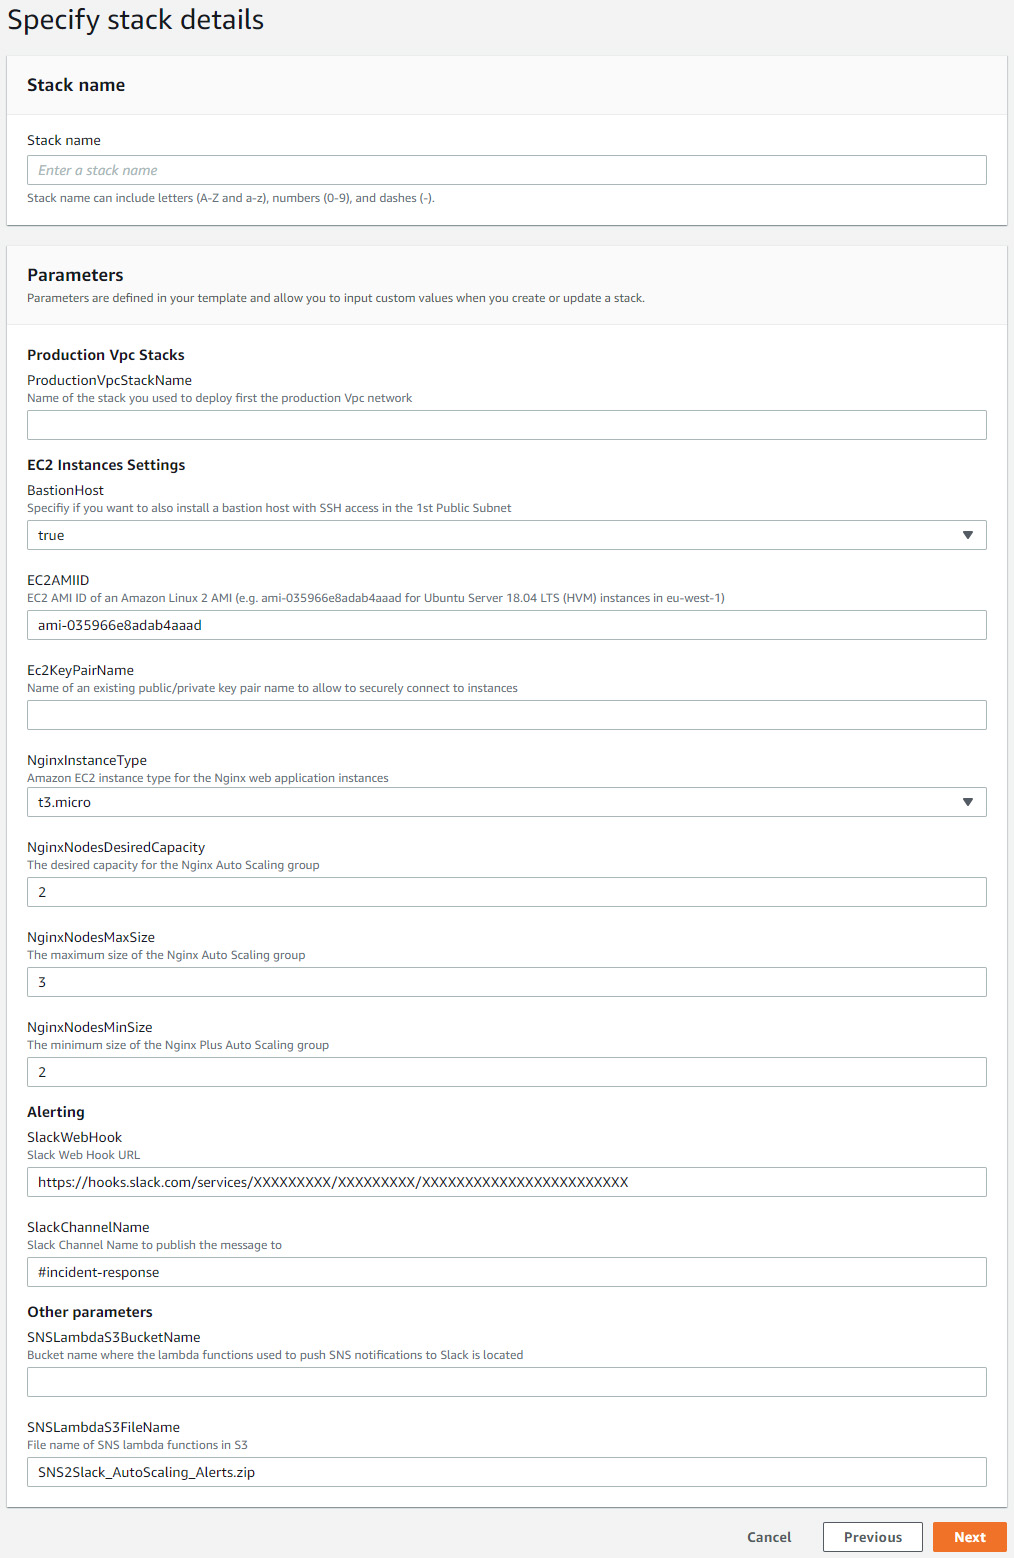 Specify stack details
Stack name
Stack name
Enter a stack name
Stack name can include letters (A-Z and a-z), numbers (0-9), and dashes (-).
Parameters
Parameters are defined in your template and allow you to input custom values when you create or update a stack.
Production Vpc Stacks
ProductionVpcStackName
Name of the stack you used to deploy first the production Vpc network
EC2 Instances Settings
BastionHost
Specifiy if you want to also install a bastion host with SSH access in the 1st Public Subnet
true
EC2AMIID
EC2 AMI ID of an Amazon Linux 2 AMI (e.g. ami-035966e8adab4aaad for Ubuntu Server 18.04 LTS (HVM) instances in eu-west-1)
ami-035966e8adab4aaad
Ec2KeyPairName
Name of an existing public/private key pair name to allow to securely connect to instances
NginxInstanceType
Amazon EC2 instance type for the Nginx web application instances
t3.micro
NginxNodesDesiredCapacity
The desired capacity for the Nginx Auto Scaling group
2
NginxNodesMaxSize
The maximum size of the Nginx Auto Scaling group
3
NginxNodesMinSize
The minimum size of the Nginx Plus Auto Scaling group
2
Alerting
SlackWebHook
Slack Web Hook URL
https://hooks.slack.com/services/XXXXXXXXX/XXXXXXXXX/XXXXXXXXXXXXXXXXXXXXXXXX
SlackChannelName
Slack Channel Name to publish the message to
#incident-response
Other parameters
SNSLambdaS3BucketName
Bucket name where the lambda functions used to push SNS notifications to Slack is located
SNSLambdaS3FileName
File name of SNS lambda functions in S3
SNS2Slack_AutoScaling_Alerts.zip
Cancel
Previous
Next